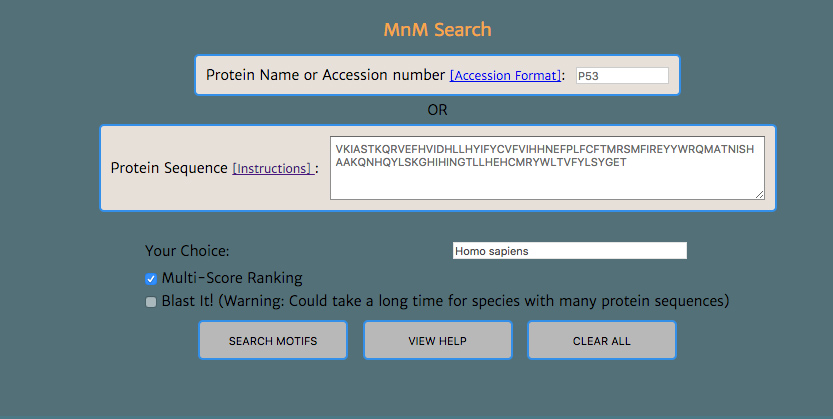 MnM Search
Protein Name or Accession number [Accession Format]: P53
OR
Protein Sequence [Instructions] :
VKIASTKQRVEFHVIDHLLHYIFYCVFVIHHNEFPLFCFTMRSMFIREYYWRQMATNISH
AAKQNHQYLSKGHIHINGTLLHEHCMRYWLTVFYLSYGET
Your Choice: Homo sapiens
Multi-Score Ranking
Blast It! (Warning: Could take a long time for species with many protein sequences)
SEARCH MOTIFS VIEW HELP CLEAR ALL